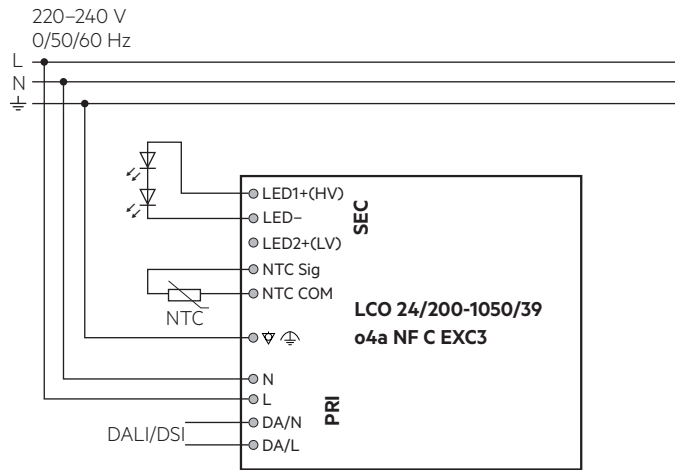 220–240 V
0/50/60 Hz
L
N
LED1+(HV)
LED–
LED2+(LV)
SEC
NTC Sig
NTC COM
NTC
LCO 24/200-1050/39
o4a NF C EXC3
N
L
PRI
DA/N
DALI/DSI
DA/L